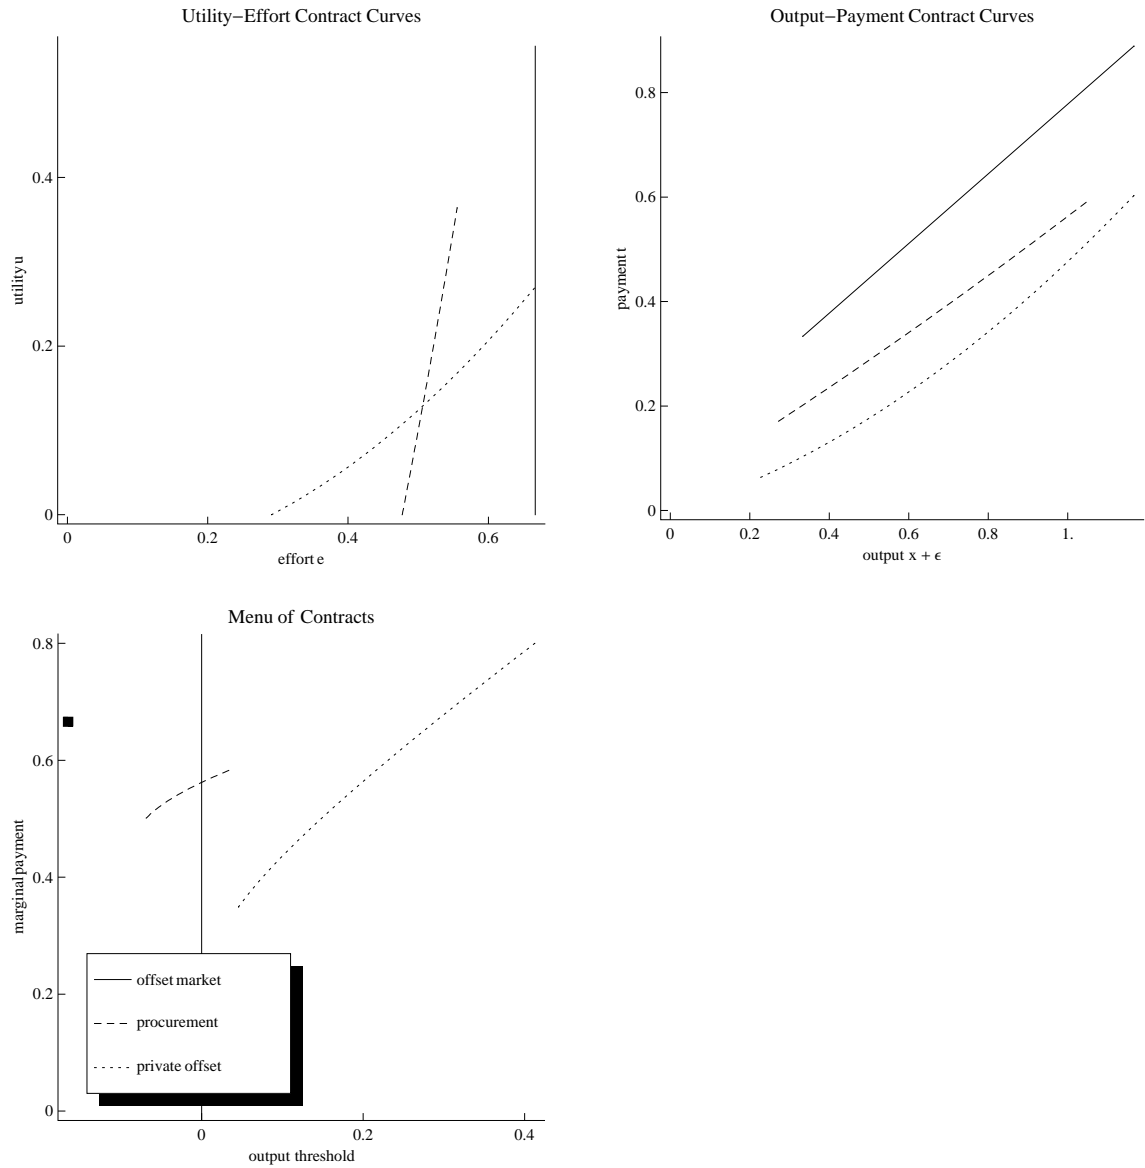 Utility−Effort Contract Curves
0.4
0.2
0
utility u
0 0.2 0.4 0.6
effort e
Output−Payment Contract Curves
0.8
0.6
0.4
0.2
0
payment t
0 0.2 0.4 0.6 0.8 1.
output x + ϵ
Menu of Contracts
0.8
0.6
0.4
0.2
0
marginal payment
offset market
procurement
private offset
0 0.2 0.4
output threshold